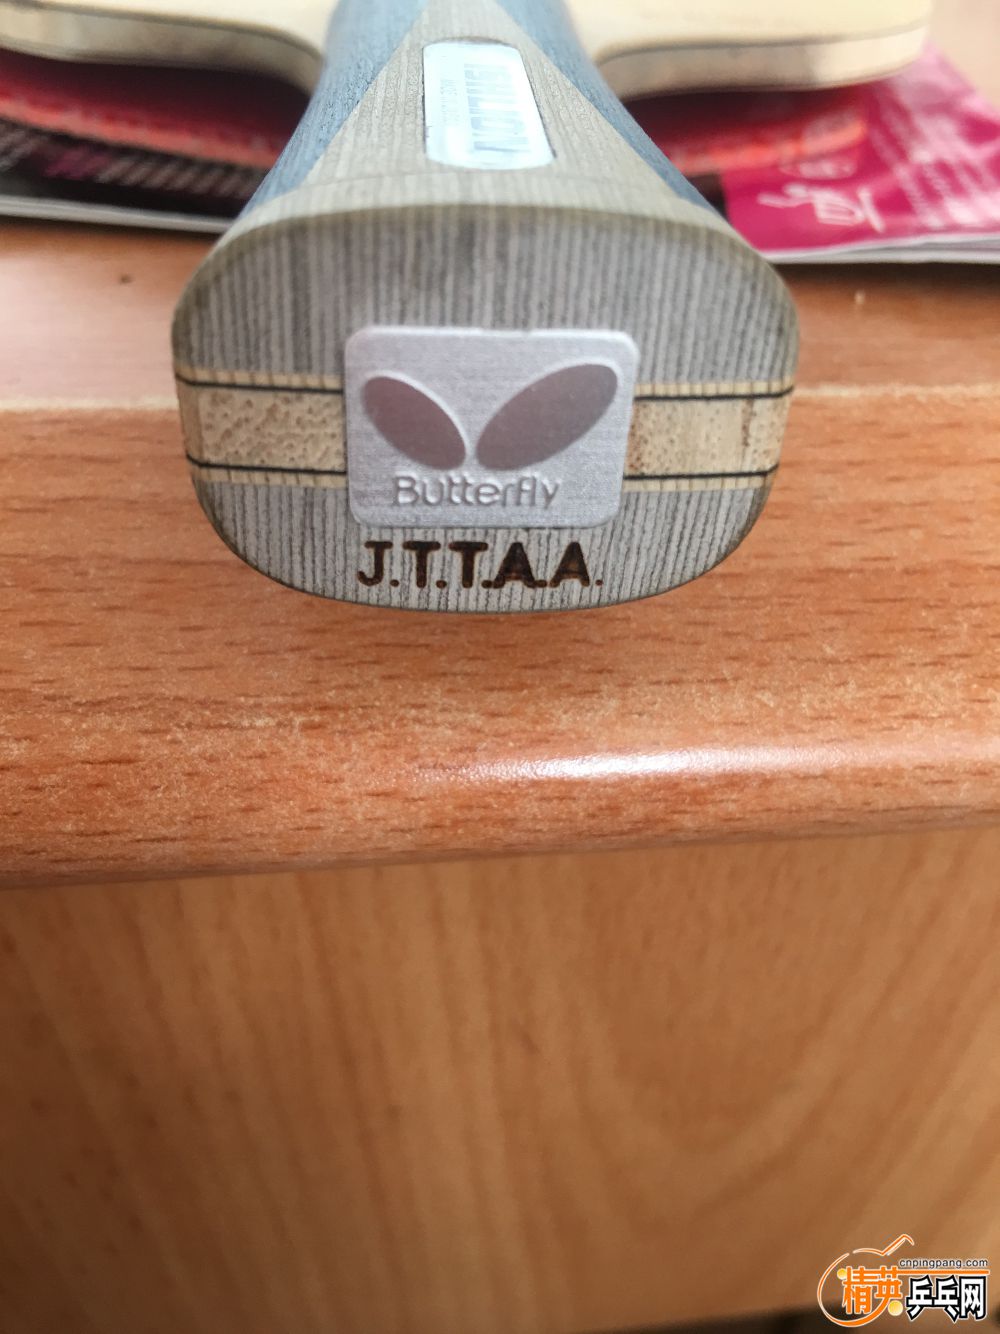 Butterfly
J.T.T.A.A.
cnpingpang.com
精英乒乓网